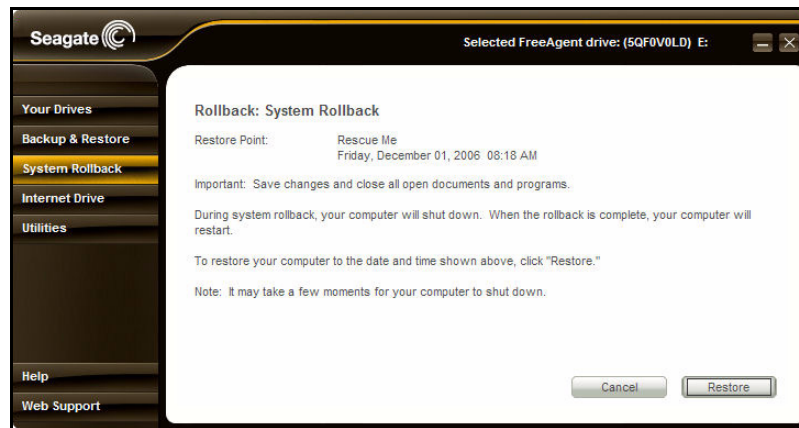 Seagate
Selected FreeAgent drive: (5QF0V0LD) E:
Your Drives
Backup & Restore
System Rollback
Internet Drive
Utilities
Help
Web Support
Rollback: System Rollback
Restore Point: Rescue Me
Friday, December 01, 2006 08:18 AM
Important: Save changes and close all open documents and programs.
During system rollback, your computer will shut down. When the rollback is complete, your computer will
restart.
To restore your computer to the date and time shown above, click "Restore."
Note: It may take a few moments for your computer to shut down.
Cancel
Restore